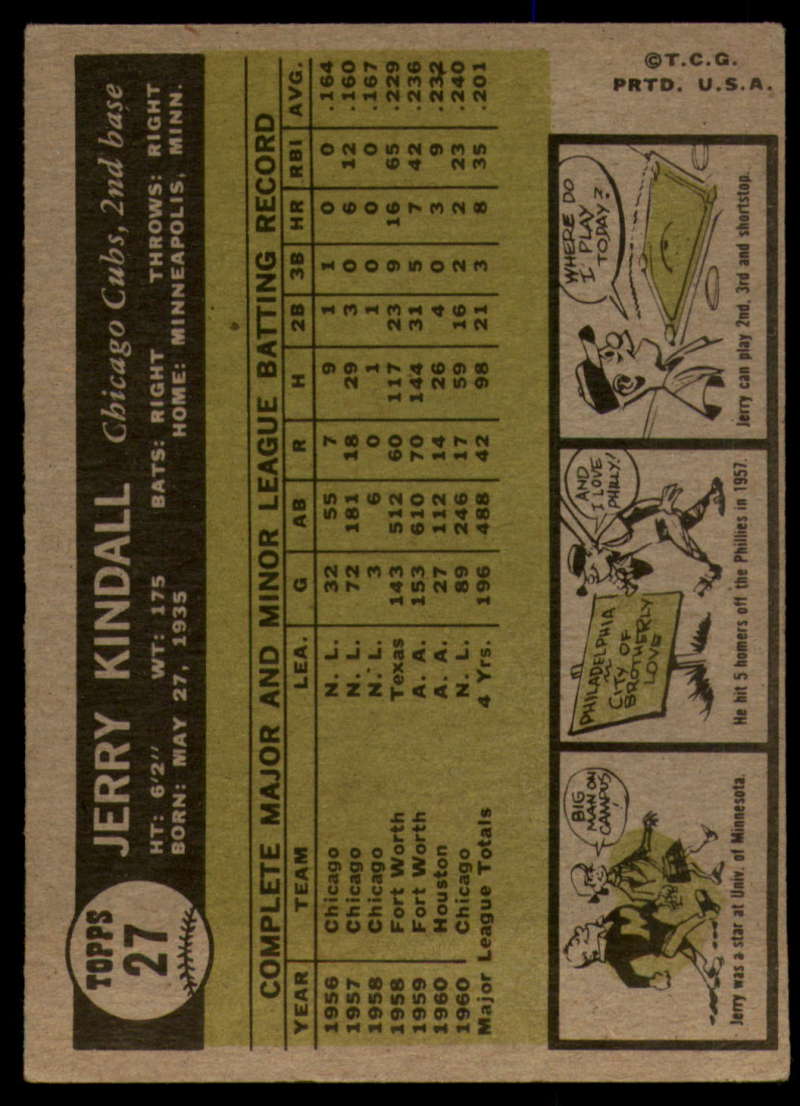 TOPPS
27
JERRY KINDALL Chicago Cubs, 2nd base
HT: 6'2" WT: 175 BATS: RIGHT THROWS: RIGHT
BORN: MAY 27, 1935 HOME: MINNEAPOLIS, MINN.
COMPLETE MAJOR AND MINOR LEAGUE BATTING RECORD
YEAR TEAM LEA. G AB R H 2B 3B HR RBI AVG.
1956 Chicago N. L. 32 55 7 9 1 1 0 0 .164
1957 Chicago N. L. 72 181 18 29 3 0 6 12 .160
1958 Chicago N. L. 3 6 0 1 1 0 0 0 .167
1958 Fort Worth Texas 143 512 60 117 23 9 16 65 .229
1959 Fort Worth A. A. 153 610 70 144 31 5 7 42 .236
1960 Houston A. A. 27 112 14 26 4 0 3 9 .232
1960 Chicago N. L. 89 246 17 59 16 2 2 23 .240
Major League Totals 4 Yrs. 196 488 42 98 21 3 8 35 .201
BIG
MAN ON
CAMPUS!
Jerry was a star at Univ. of Minnesota.
PHILADELPHIA
~
CITY OF
BROTHERLY
LOVE
AND
I LOVE
PHILLY!
He hit 5 homers off the Phillies in 1957.
WHERE DO
I PLAY
TODAY?
Jerry can play 2nd, 3rd and shortstop.
©T.C.G.
PRTD. U.S.A.